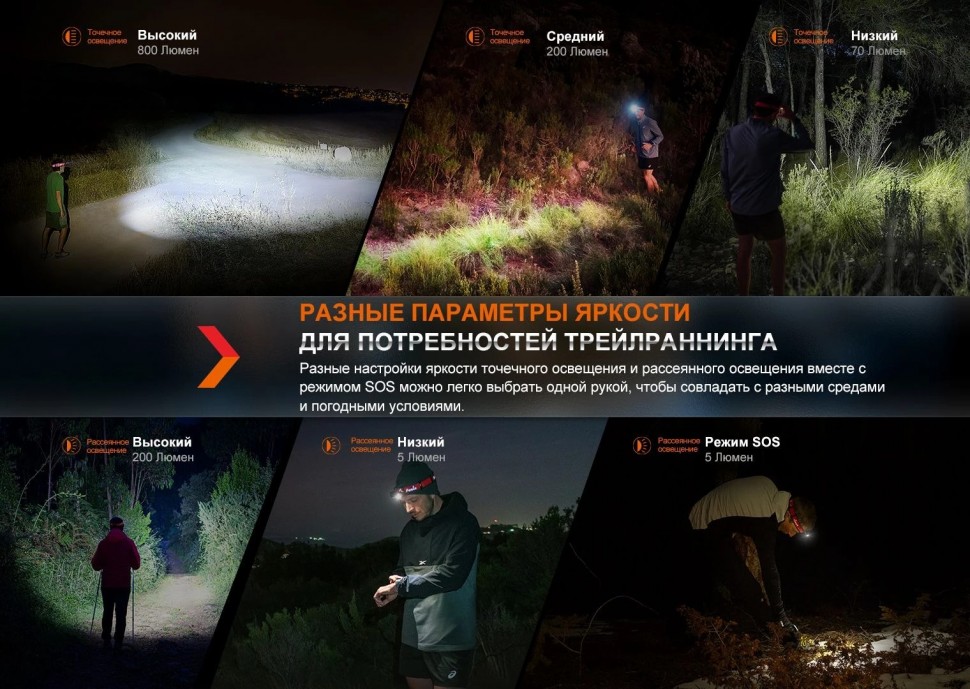 Точечное
освещение
Высокий
800 Люмен
Точечное
освещение
Средний
200 Люмен
Точечное
освещение
Низкий
70 Люмен
РАЗНЫЕ ПАРАМЕТРЫ ЯРКОСТИ
ДЛЯ ПОТРЕБНОСТЕЙ ТРЕЙЛРАННИНГА
Разные настройки яркости точечного освещения и рассеянного освещения вместе с
режимом SOS можно легко выбрать одной рукой, чтобы совладать с разными средами
и погодными условиями.
Рассеянное
освещение
Высокий
200 Люмен
Рассеянное
освещение
Низкий
5 Люмен
Рассеянное
освещение
Режим SOS
5 Люмен